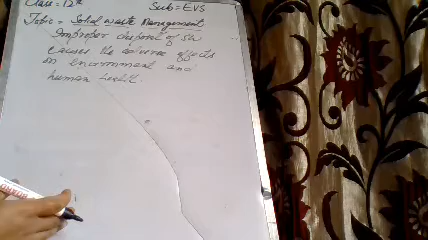 Class = 12th Sub = EVS
Topic = Solid waste Management
Improper disposal of SW
causes the adverse effects
on environment and
human health